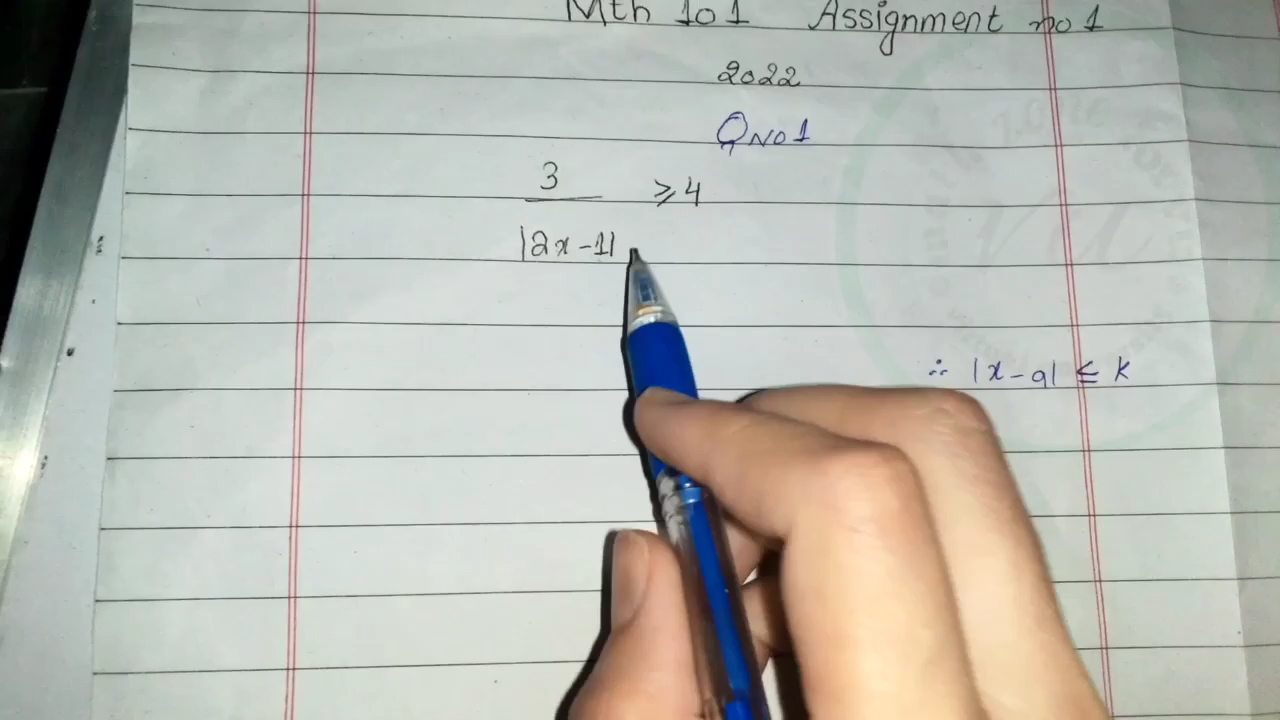 Mth 101 Assignment no 1
2022
Q No 1
3
≥ 4
|2x-1|
∴ |x-a| ≤ k